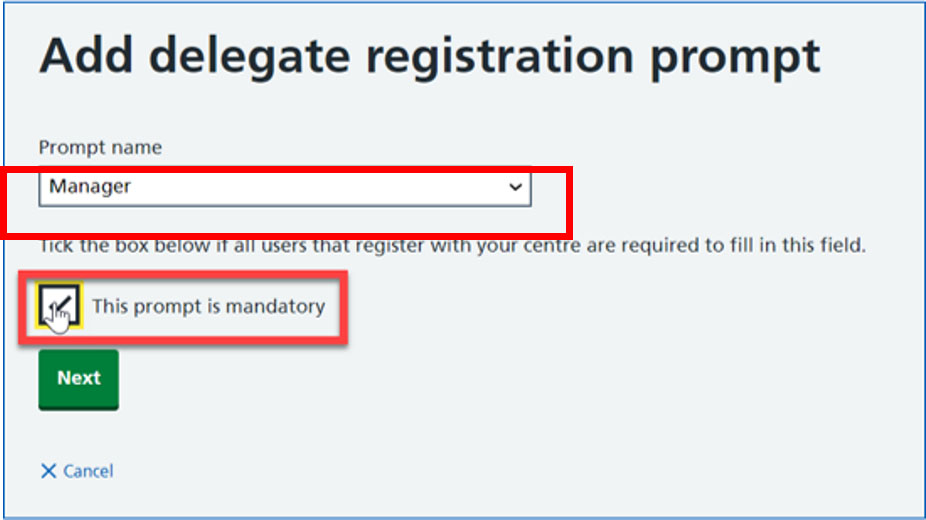 Add delegate registration prompt
Prompt name
Manager
Tick the box below if all users that register with your centre are required to fill in this field.
This prompt is mandatory
Next
Cancel